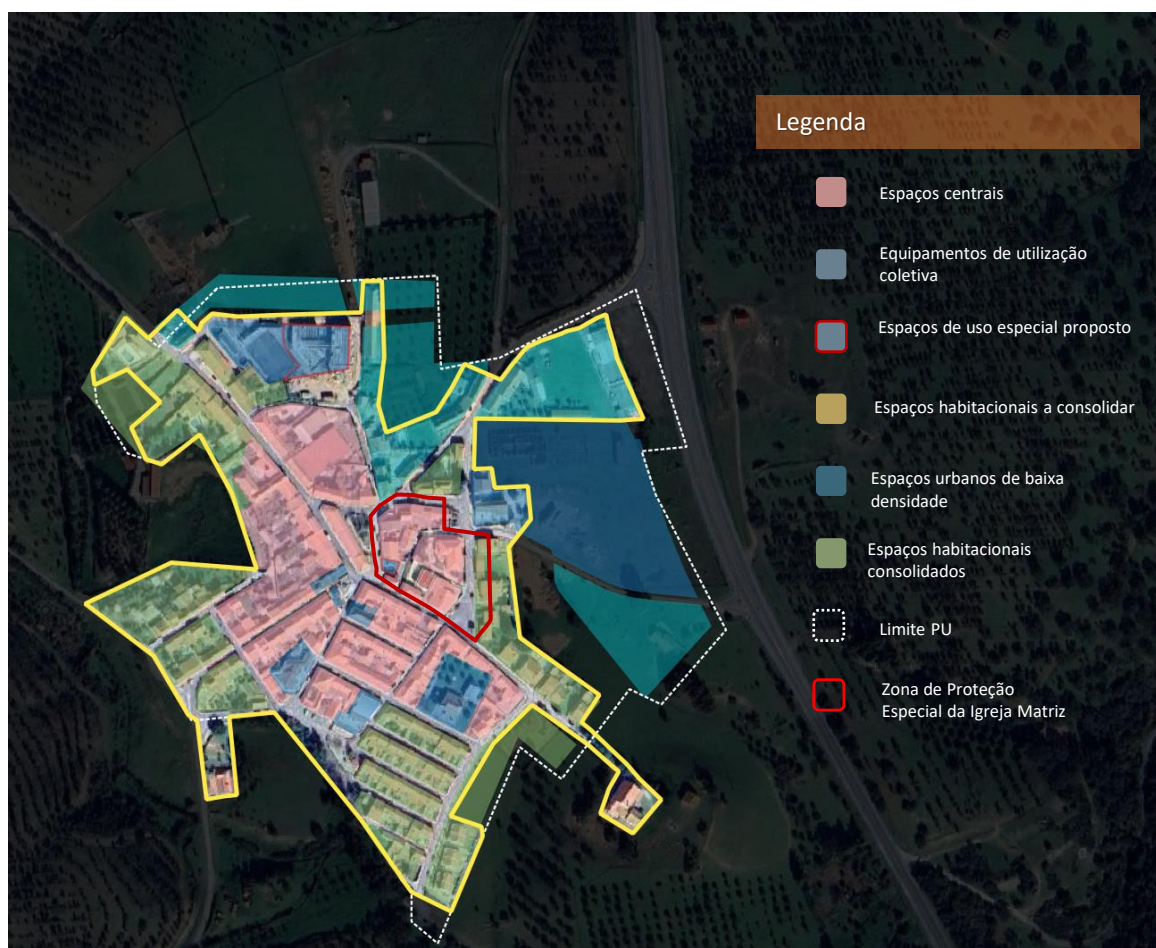 Legenda
Espaços centrais
Equipamentos de utilização
coletiva
Espaços de uso especial proposto
Espaços habitacionais a consolidar
Espaços urbanos de baixa
densidade
Espaços habitacionais
consolidados
Limite PU
Zona de Proteção
Especial da Igreja Matriz